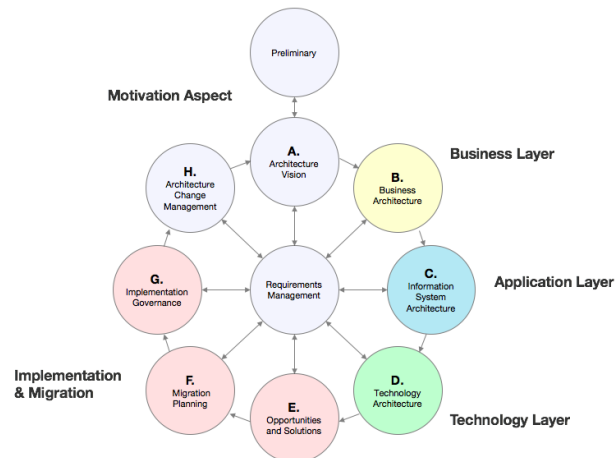 Preliminary
Motivation Aspect
A.
Architecture
Vision
Business Layer
H.
Architecture
Change
Management
B.
Business
Architecture
G.
Implementation
Governance
Requirements
Management
C.
Information
System
Architecture
Application Layer
Implementation
& Migration
F.
Migration
Planning
E.
Opportunities
and Solutions
D.
Technology
Architecture
Technology Layer